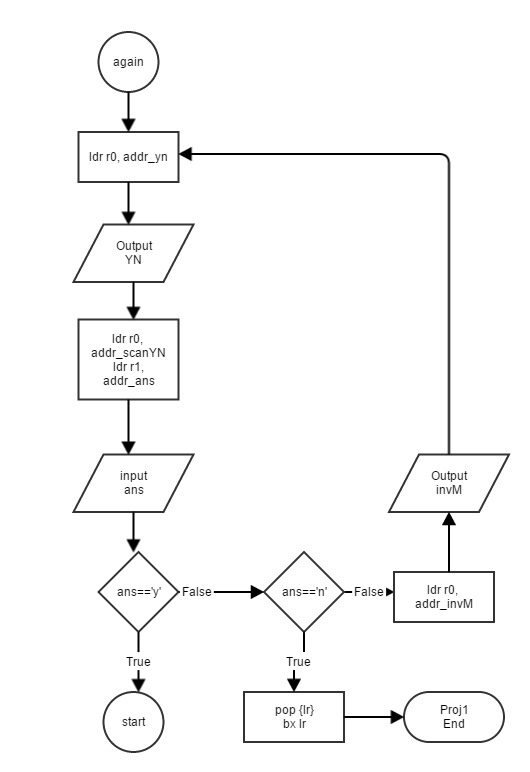 again
ldr r0, addr_yn
Output
YN
ldr r0,
addr_scanYN
ldr r1,
addr_ans
input
ans
Output
invM
ans=='y'
False
ans=='n'
False
ldr r0,
addr_invM
True
True
start
pop {lr}
bx lr
Proj1
End